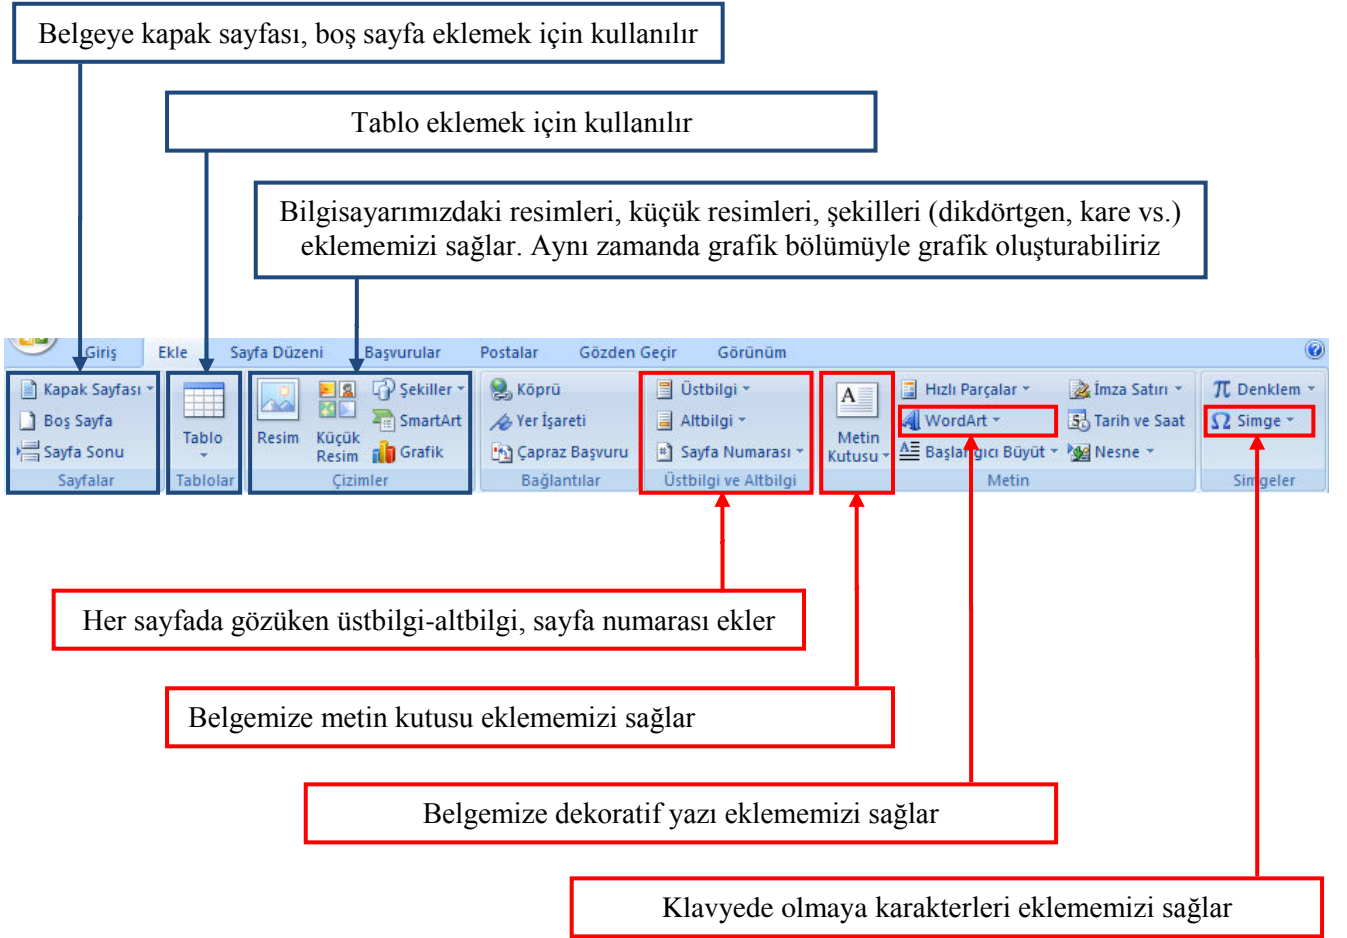 Belgeye kapak sayfası, boş sayfa eklemek için kullanılır
Tablo eklemek için kullanılır
Bilgisayarımızdaki resimleri, küçük resimleri, şekilleri (dikdörtgen, kare vs.)
eklememizi sağlar. Aynı zamanda grafik bölümüyle grafik oluşturabiliriz
Giriş Ekle Sayfa Düzeni Başvurular Postalar Gözden Geçir Görünüm
Kapak Sayfası
Boş Sayfa
Sayfa Sonu
Sayfalar
Tablo
Tablolar
Resim
Küçük
Resim
Şekiller
SmartArt
Grafik
Çizimler
Köprü
Yer İşareti
Çapraz Başvuru
Bağlantılar
Üstbilgi
Altbilgi
Sayfa Numarası
Üstbilgi ve Altbilgi
Metin
Kutusu
Hızlı Parçalar
WordArt
Başlangıcı Büyüt
İmza Satırı
Tarih ve Saat
Nesne
Metin
π Denklem
Ω Simge
Simgeler
Her sayfada gözüken üstbilgi-altbilgi, sayfa numarası ekler
Belgemize metin kutusu eklememizi sağlar
Belgemize dekoratif yazı eklememizi sağlar
Klavyede olmaya karakterleri eklememizi sağlar